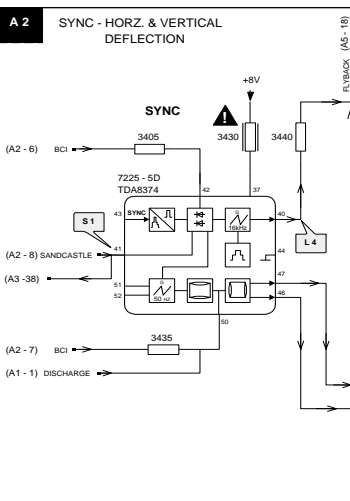 A 2
SYNC - HORZ. & VERTICAL
DEFLECTION
FLYBACK (A5 - 18)
+8V
SYNC
!
3405
3430
3440
(A2 - 6) BCI
7225 - 5D
TDA8374
42
37
S 1
43
SYNC
G
16kHz
40
L 4
41
44
(A2 - 8) SANDCASTLE
(A3 -38)
47
51
52
G
50 HZ
46
50
3435
(A2 - 7) BCI
(A1 - 1) DISCHARGE